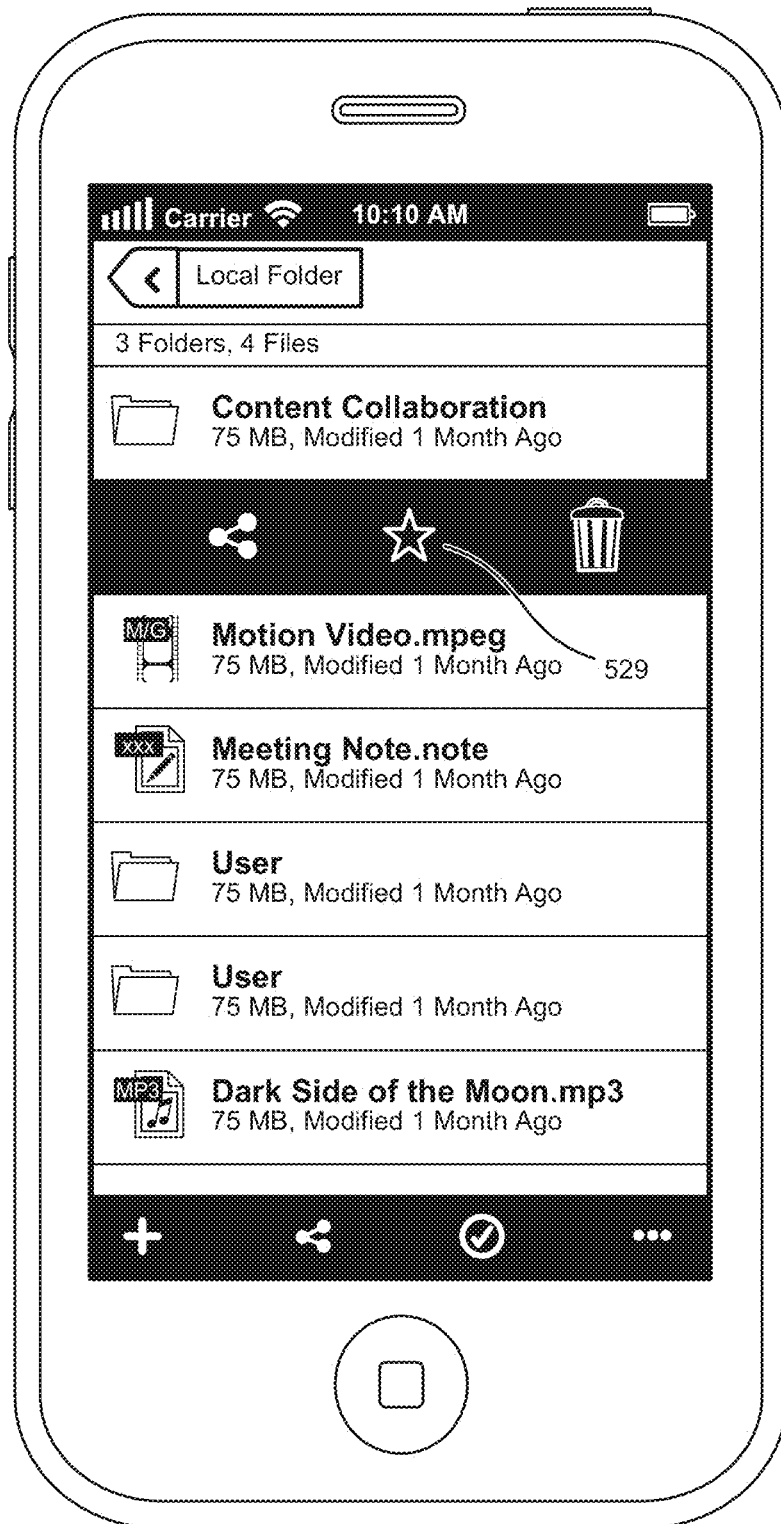 Carrier 10:10 AM
Local Folder
3 Folders, 4 Files
Content Collaboration
75 MB, Modified 1 Month Ago
M/G
Motion Video.mpeg
75 MB, Modified 1 Month Ago
529
XXX
Meeting Note.note
75 MB, Modified 1 Month Ago
User
75 MB, Modified 1 Month Ago
User
75 MB, Modified 1 Month Ago
MP3
Dark Side of the Moon.mp3
75 MB, Modified 1 Month Ago